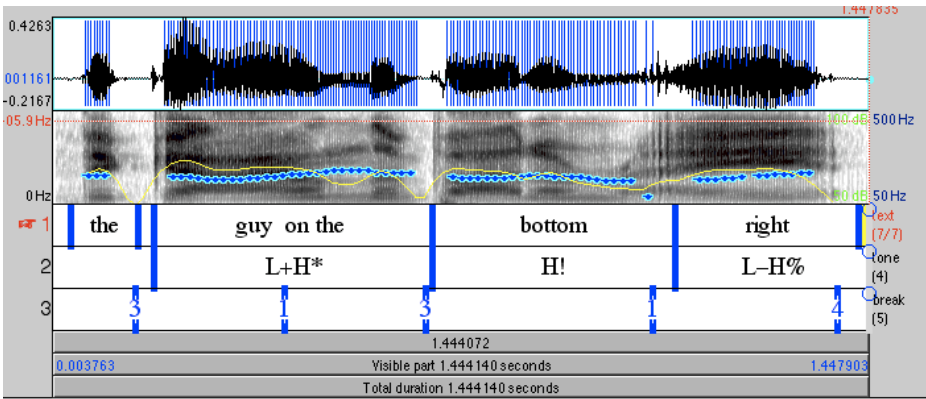 1.447835
0.4263
001161
-0.2167
05.9 Hz 100 dB 500 Hz
0 Hz 50 Hz
1 the guy on the bottom right text (7/7)
2 L+H* H! L-H% tone (4)
3 3 1 3 1 4 break (5)
1.444072
0.003763 Visible part 1.444140 seconds 1.447903
Total duration 1.444140 seconds